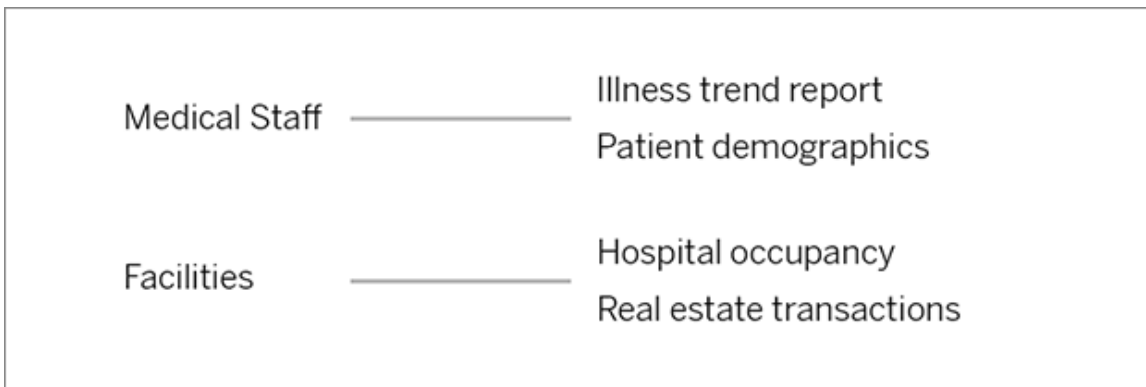 Medical Staff
Illness trend report
Patient demographics
Facilities
Hospital occupancy
Real estate transactions